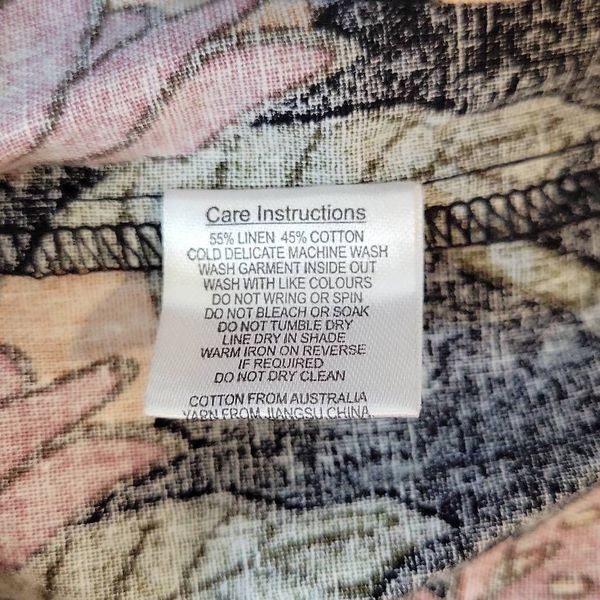 Care Instructions
55% LINEN 45% COTTON
COLD DELICATE MACHINE WASH
WASH GARMENT INSIDE OUT
WASH WITH LIKE COLOURS
DO NOT WRING OR SPIN
DO NOT BLEACH OR SOAK
DO NOT TUMBLE DRY
LINE DRY IN SHADE
WARM IRON ON REVERSE
IF REQUIRED
DO NOT DRY CLEAN
COTTON FROM AUSTRALIA
YARN FROM JIANGSU CHINA